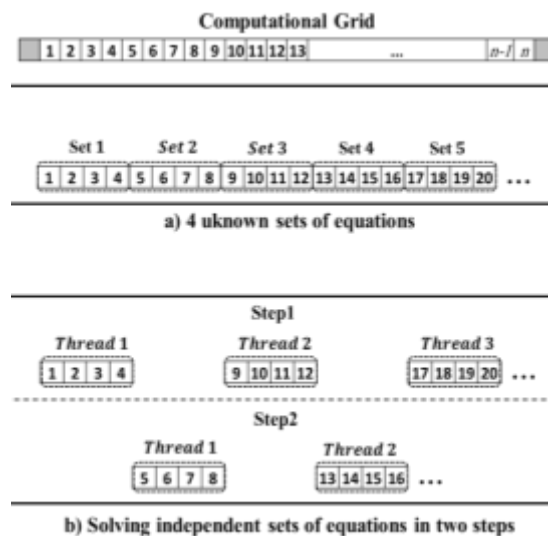 Computational Grid
1 2 3 4 5 6 7 8 9 10 11 12 13 ... n-1 n
Set 1 Set 2 Set 3 Set 4 Set 5
1 2 3 4 5 6 7 8 9 10 11 12 13 14 15 16 17 18 19 20 ...
a) 4 uknown sets of equations
Step1
Thread 1 Thread 2 Thread 3
1 2 3 4 9 10 11 12 17 18 19 20 ...
Step2
Thread 1 Thread 2
5 6 7 8 13 14 15 16 ...
b) Solving independent sets of equations in two steps